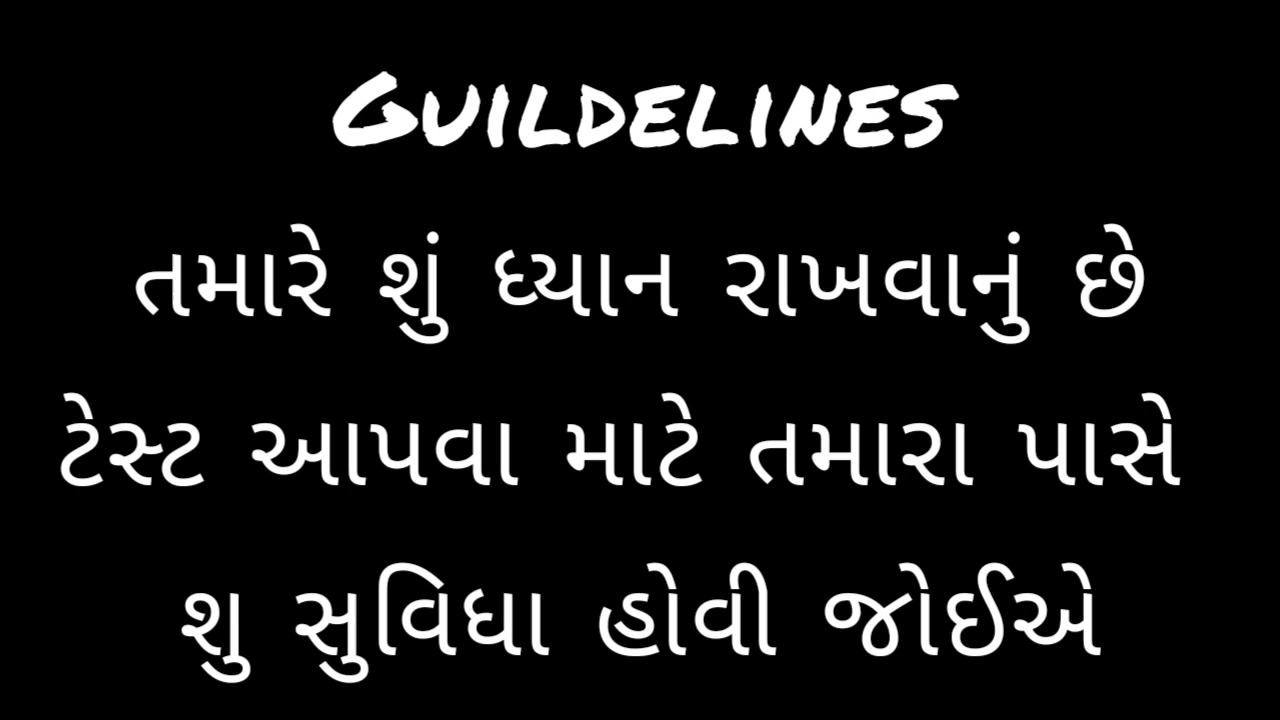 GUILDELINES
તમારે શું ધ્યાન રાખવાનું છે
ટેસ્ટ આપવા માટે તમારા પાસે
શુ સુવિધા હોવી જોઈએ